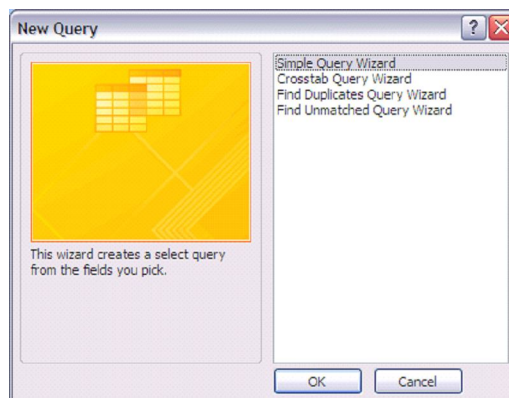 New Query
?
Simple Query Wizard
Crosstab Query Wizard
Find Duplicates Query Wizard
Find Unmatched Query Wizard
This wizard creates a select query
from the fields you pick.
OK
Cancel